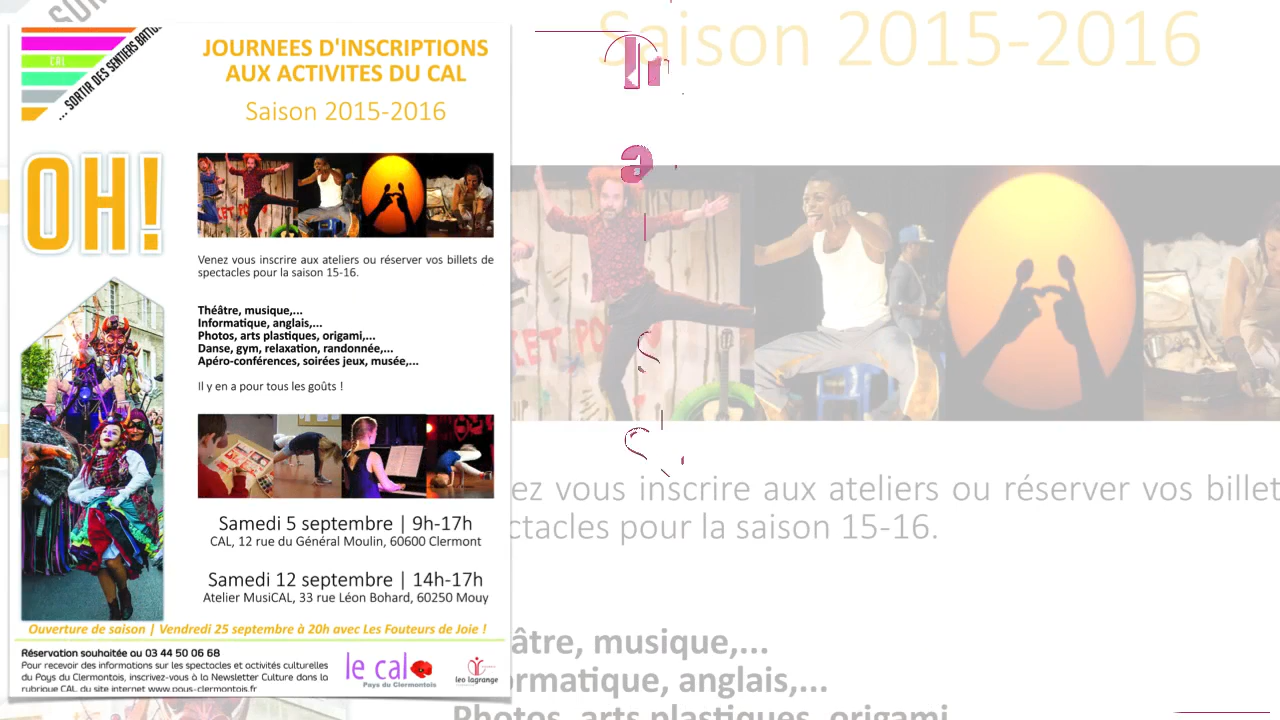 CAL
... SORTIR DES SENTIERS
JOURNEES D'INSCRIPTIONS
AUX ACTIVITES DU CAL
Saison 2015-2016
OH!
Venez vous inscrire aux ateliers ou réserver vos billets de
spectacles pour la saison 15-16.
Théâtre, musique,...
Informatique, anglais,...
Photos, arts plastiques, origami,...
Danse, gym, relaxation, randonnée,...
Apéro-conférences, soirées jeux, musée,...
Il y en a pour tous les goûts !
Samedi 5 septembre | 9h-17h
CAL, 12 rue du Général Moulin, 60600 Clermont
Samedi 12 septembre | 14h-17h
Atelier MusiCAL, 33 rue Léon Bohard, 60250 Mouy
Ouverture de saison | Vendredi 25 septembre à 20h avec Les Fouteurs de Joie !
Réservation souhaitée au 03 44 50 06 68
Pour recevoir des informations sur les spectacles et activités culturelles
du Pays du Clermontois, inscrivez-vous à la Newsletter Culture dans la
rubrique CAL du site internet www.pays-clermontois.fr
le cal
Pays du Clermontois
leo lagrange
Saison 2015-2016
ez vous inscrire aux ateliers ou réserver vos billet
ctacles pour la saison 15-16.
âtre, musique,...
ormatique, anglais,...
Photos, arts plastiques, origami